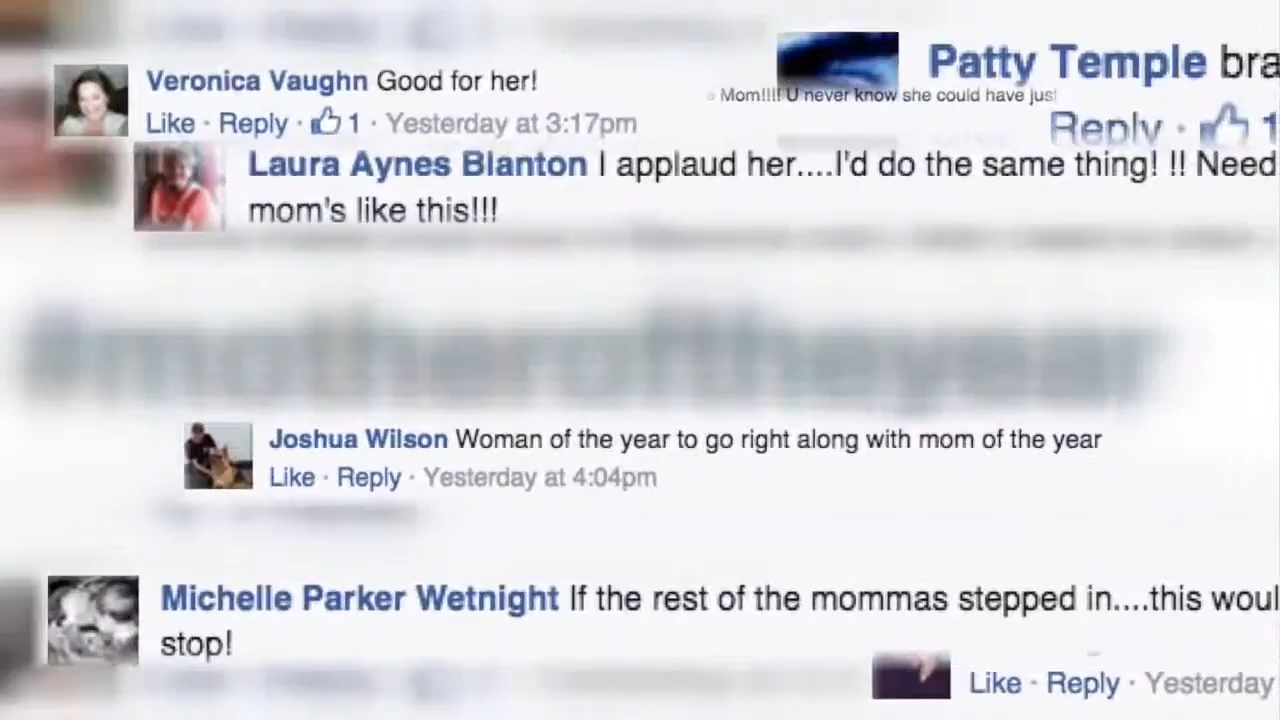 Veronica Vaughn Good for her!
Like · Reply · 1 · Yesterday at 3:17pm
Patty Temple bra
Mom!!!! U never know she could have jus
Reply · 1
Laura Aynes Blanton I applaud her....I'd do the same thing! !! Need
mom's like this!!!
#motheroftheyear
Joshua Wilson Woman of the year to go right along with mom of the year
Like · Reply · Yesterday at 4:04pm
Michelle Parker Wetnight If the rest of the mommas stepped in....this woul
stop!
Like · Reply · Yesterday